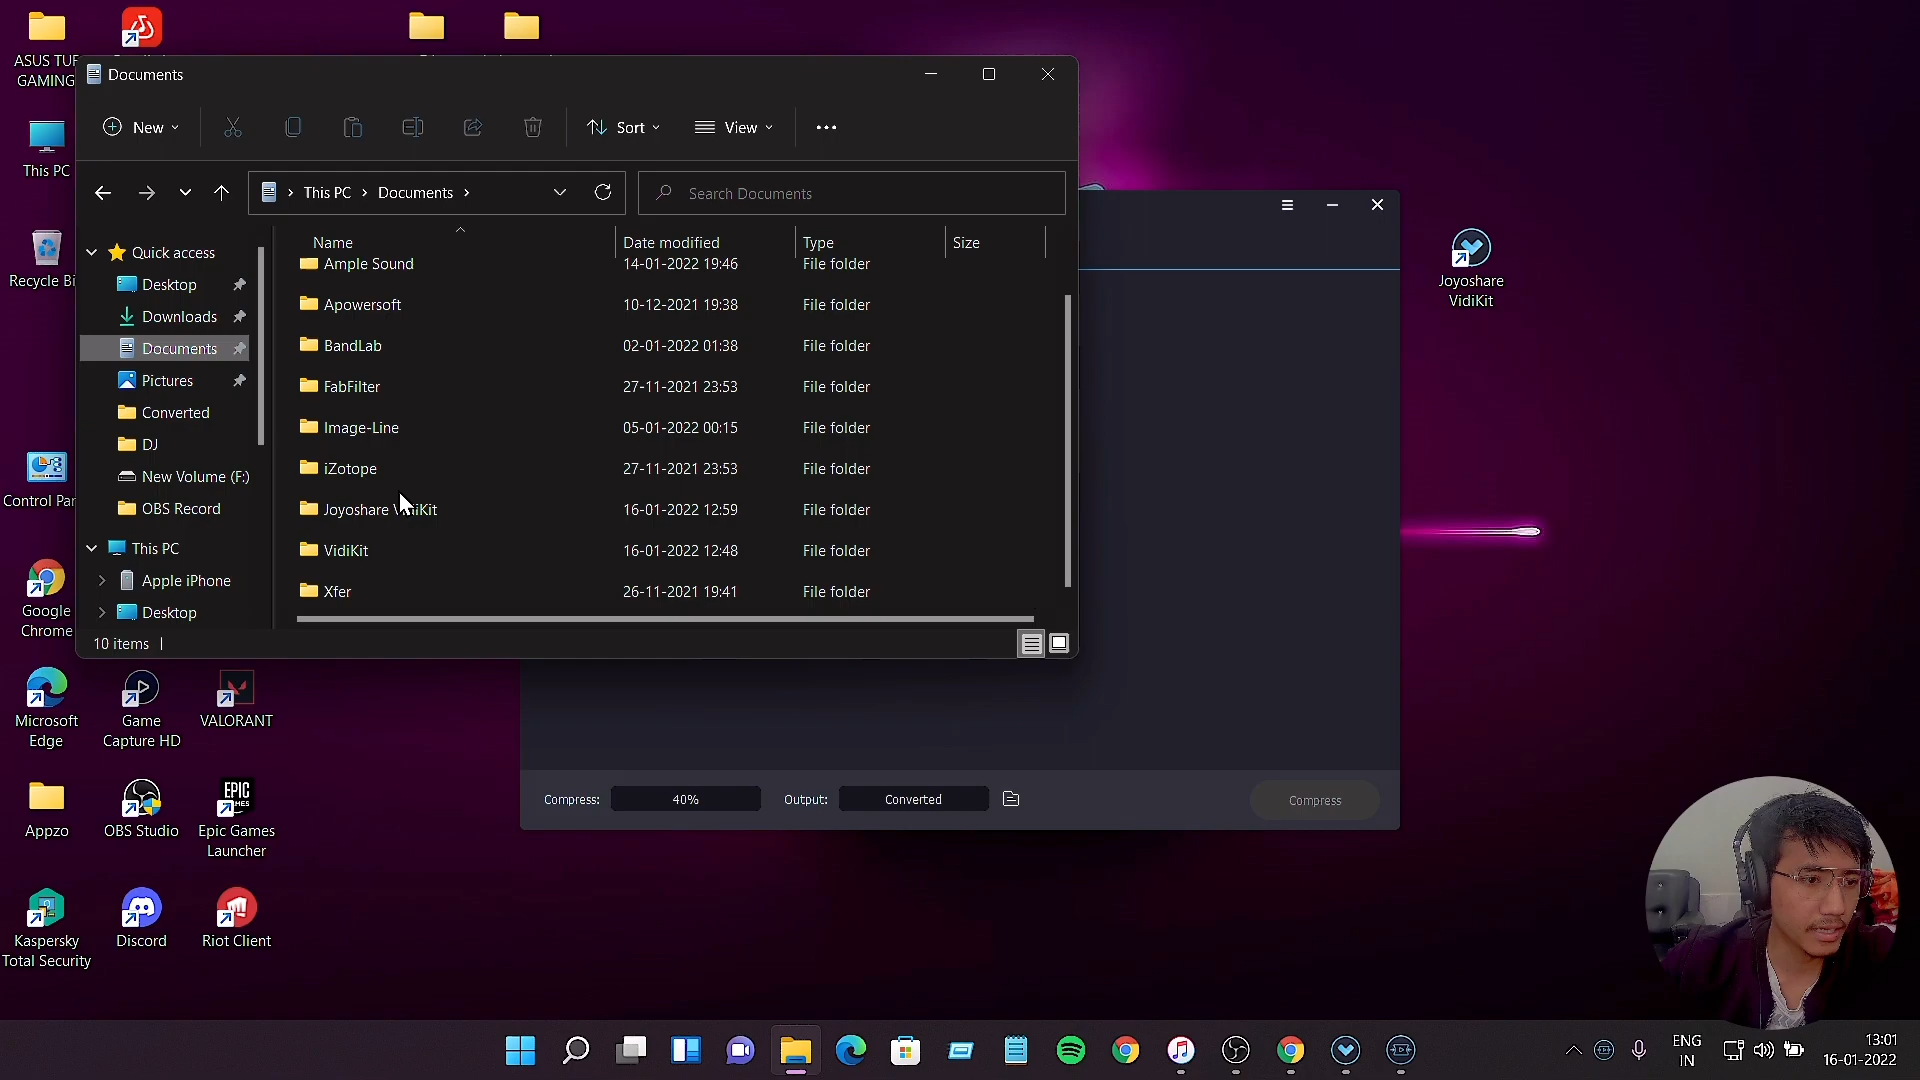 ASUS TUF
GAMING
This PC
Recycle Bi
Control Pan
Google
Chrome
Microsoft
Edge
Game
Capture HD
VALORANT
Appzo
OBS Studio
EPIC
GAMES
Epic Games
Launcher
Kaspersky
Total Security
Discord
Riot Client
Joyoshare
VidiKit
Documents
New
Sort
View
This PC
Documents
Search Documents
Quick access
Desktop
Downloads
Documents
Pictures
Converted
DJ
New Volume (F:)
OBS Record
This PC
Apple iPhone
Desktop
Name Date modified Type Size
Ample Sound 14-01-2022 19:46 File folder
Apowersoft 10-12-2021 19:38 File folder
BandLab 02-01-2022 01:38 File folder
FabFilter 27-11-2021 23:53 File folder
Image-Line 05-01-2022 00:15 File folder
iZotope 27-11-2021 23:53 File folder
Joyoshare VidiKit 16-01-2022 12:59 File folder
VidiKit 16-01-2022 12:48 File folder
Xfer 26-11-2021 19:41 File folder
10 items
Compress: 40% Output: Converted Compress
ENG
IN
13:01
16-01-2022